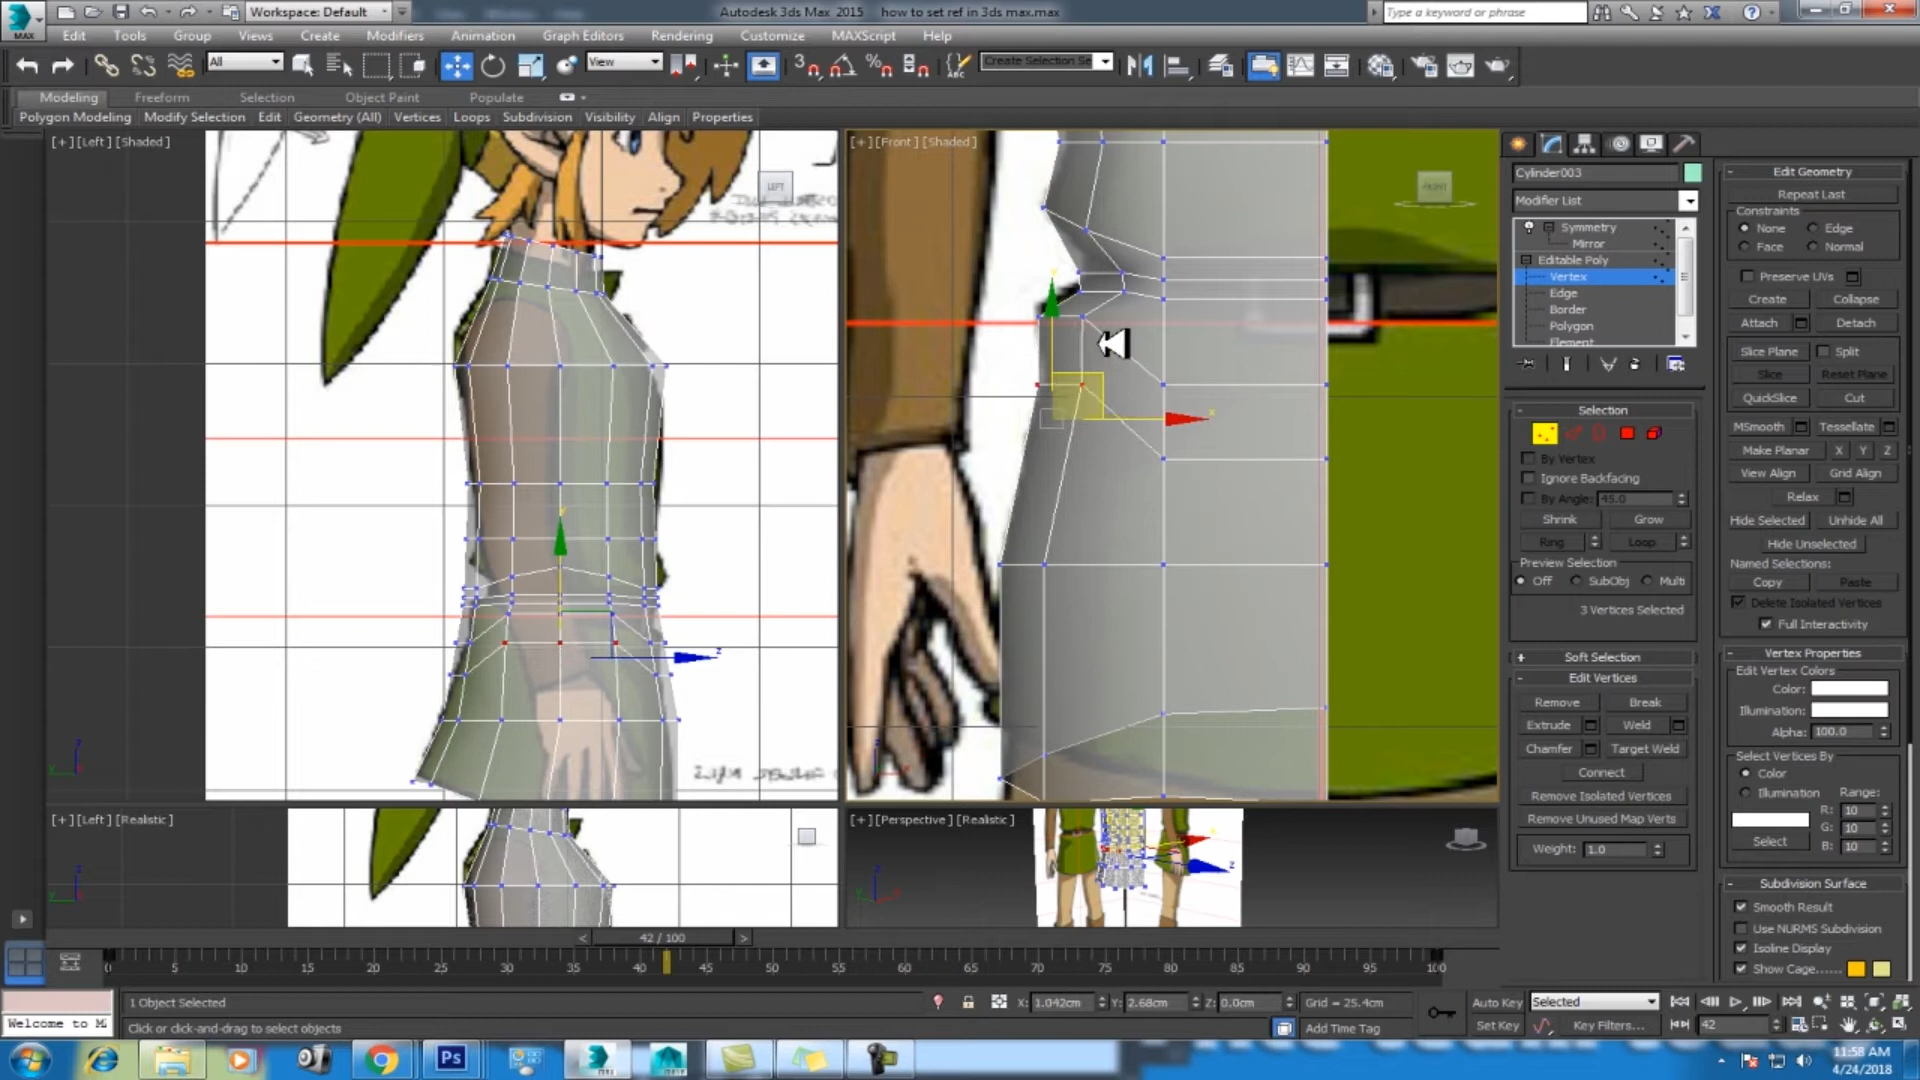 Workspace: Default
Autodesk 3ds Max 2015 how to set ref in 3ds max.max
Type a keyword or phrase
MAX
Edit Tools Group Views Create Modifiers Animation Graph Editors Rendering Customize MAXScript Help
All View Create Selection Se
Modeling Freeform Selection Object Paint Populate
Polygon Modeling Modify Selection Edit Geometry (All) Vertices Loops Subdivision Visibility Align Properties
[+] [Left] [Shaded]
LEFT
[+] [Front] [Shaded]
FRONT
Cylinder003
Modifier List
Symmetry
Mirror
Editable Poly
Vertex
Edge
Border
Polygon
Element
Selection
By Vertex
Ignore Backfacing
By Angle: 45.0
Shrink Grow
Ring Loop
Preview Selection
Off SubObj Multi
3 Vertices Selected
Soft Selection
Edit Vertices
Remove Break
Extrude Weld
Chamfer Target Weld
Connect
Remove Isolated Vertices
Remove Unused Map Verts
Weight: 1.0
Edit Geometry
Repeat Last
Constraints
None Edge
Face Normal
Preserve UVs
Create Collapse
Attach Detach
Slice Plane Split
Slice Reset Plane
QuickSlice Cut
MSmooth Tessellate
Make Planar X Y Z
View Align Grid Align
Relax
Hide Selected Unhide All
Hide Unselected
Named Selections:
Copy Paste
Delete Isolated Vertices
Full Interactivity
Vertex Properties
Edit Vertex Colors
Color:
Illumination:
Alpha: 100.0
Select Vertices By
Color
Illumination Range:
R: 10
G: 10
B: 10
Select
Subdivision Surface
Smooth Result
Use NURMS Subdivision
Isoline Display
Show Cage......
[+] [Left] [Realistic]
[+] [Perspective] [Realistic]
< 42 / 100 >
0 5 10 15 20 25 30 35 40 45 50 55 60 65 70 75 80 85 90 95 100
1 Object Selected X: 1.042cm Y: 2.68cm Z: 0.0cm Grid = 25.4cm Auto Key Selected
Welcome to M Click or click-and-drag to select objects Add Time Tag Set Key Key Filters... 42
Ps
11:58 AM
4/24/2018